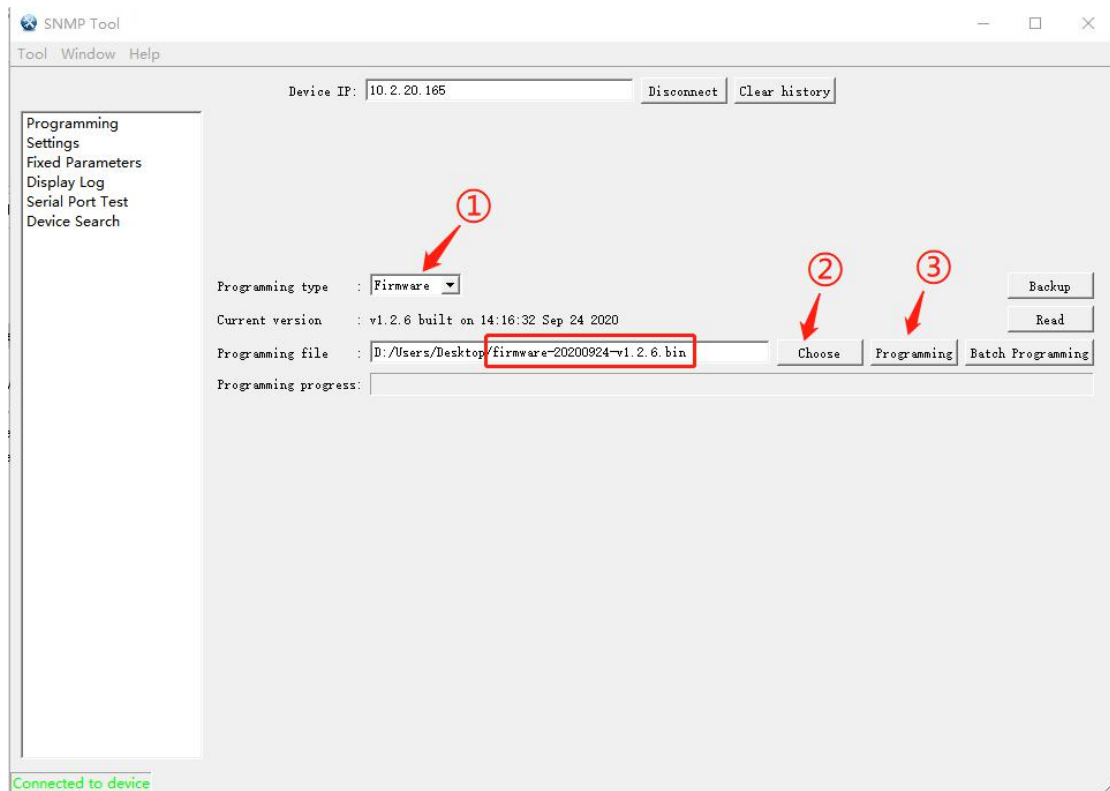 SNMP Tool
Tool Window Help
Device IP: 10.2.20.165 Disconnect Clear history
Programming
Settings
Fixed Parameters
Display Log
Serial Port Test
Device Search
①
② ③
Programming type : Firmware Backup
Current version : v1.2.6 built on 14:16:32 Sep 24 2020 Read
Programming file : D:/Users/Desktop/firmware-20200924-v1.2.6.bin Choose Programming Batch Programming
Programming progress:
Connected to device